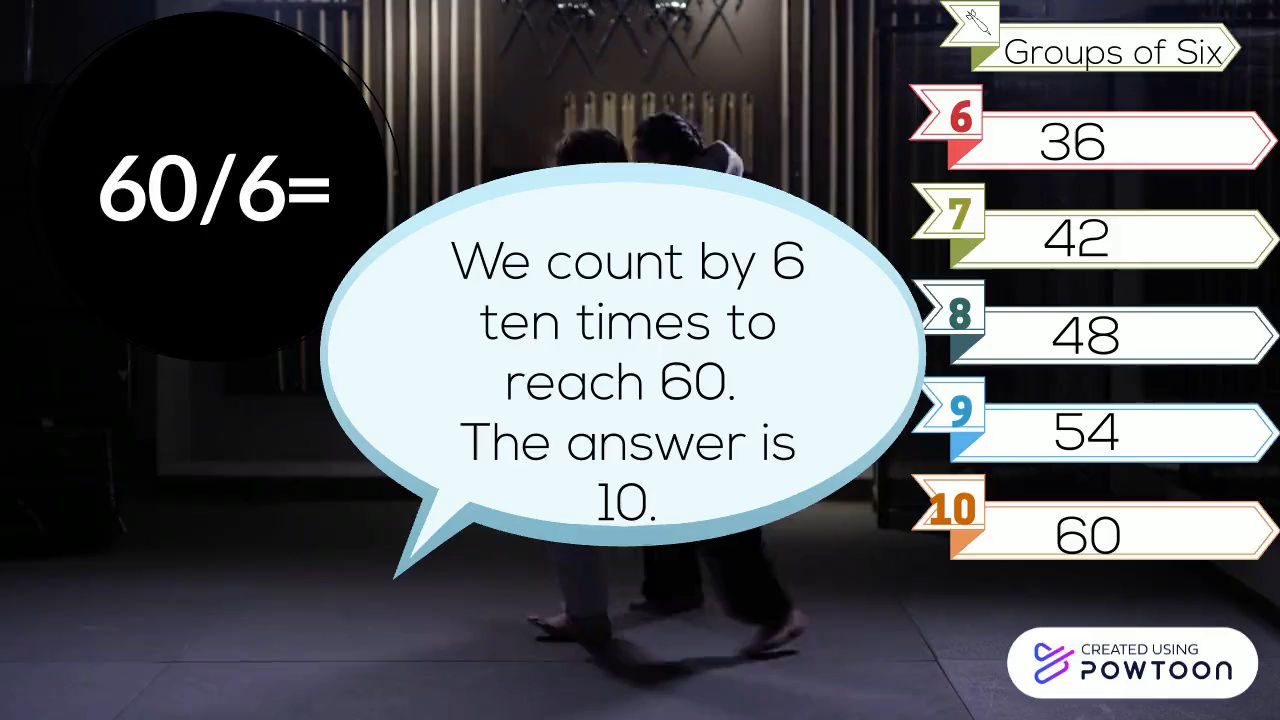 60/6=
We count by 6
ten times to
reach 60.
The answer is
10.
Groups of Six
6
36
7
42
8
48
9
54
10
60
CREATED USING
POWTOON